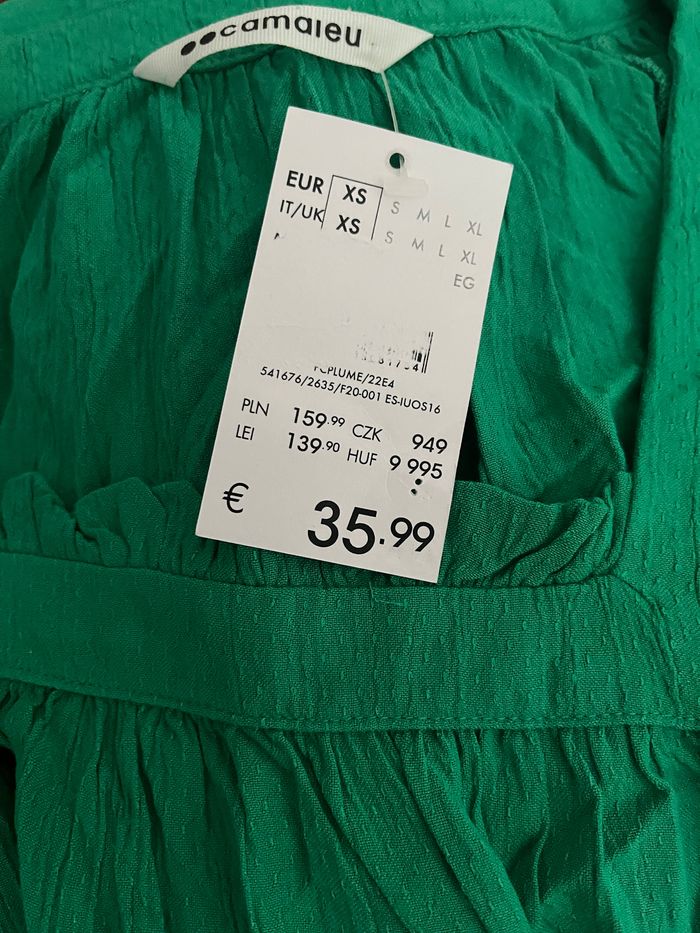 camaieu
EUR XS S M L XL
IT/UK XS S M L XL
EG
541676/2635/F20-001 ES-IUOS16
PLN 159.99 CZK 949
LEI 139.90 HUF 9 995
€ 35.99